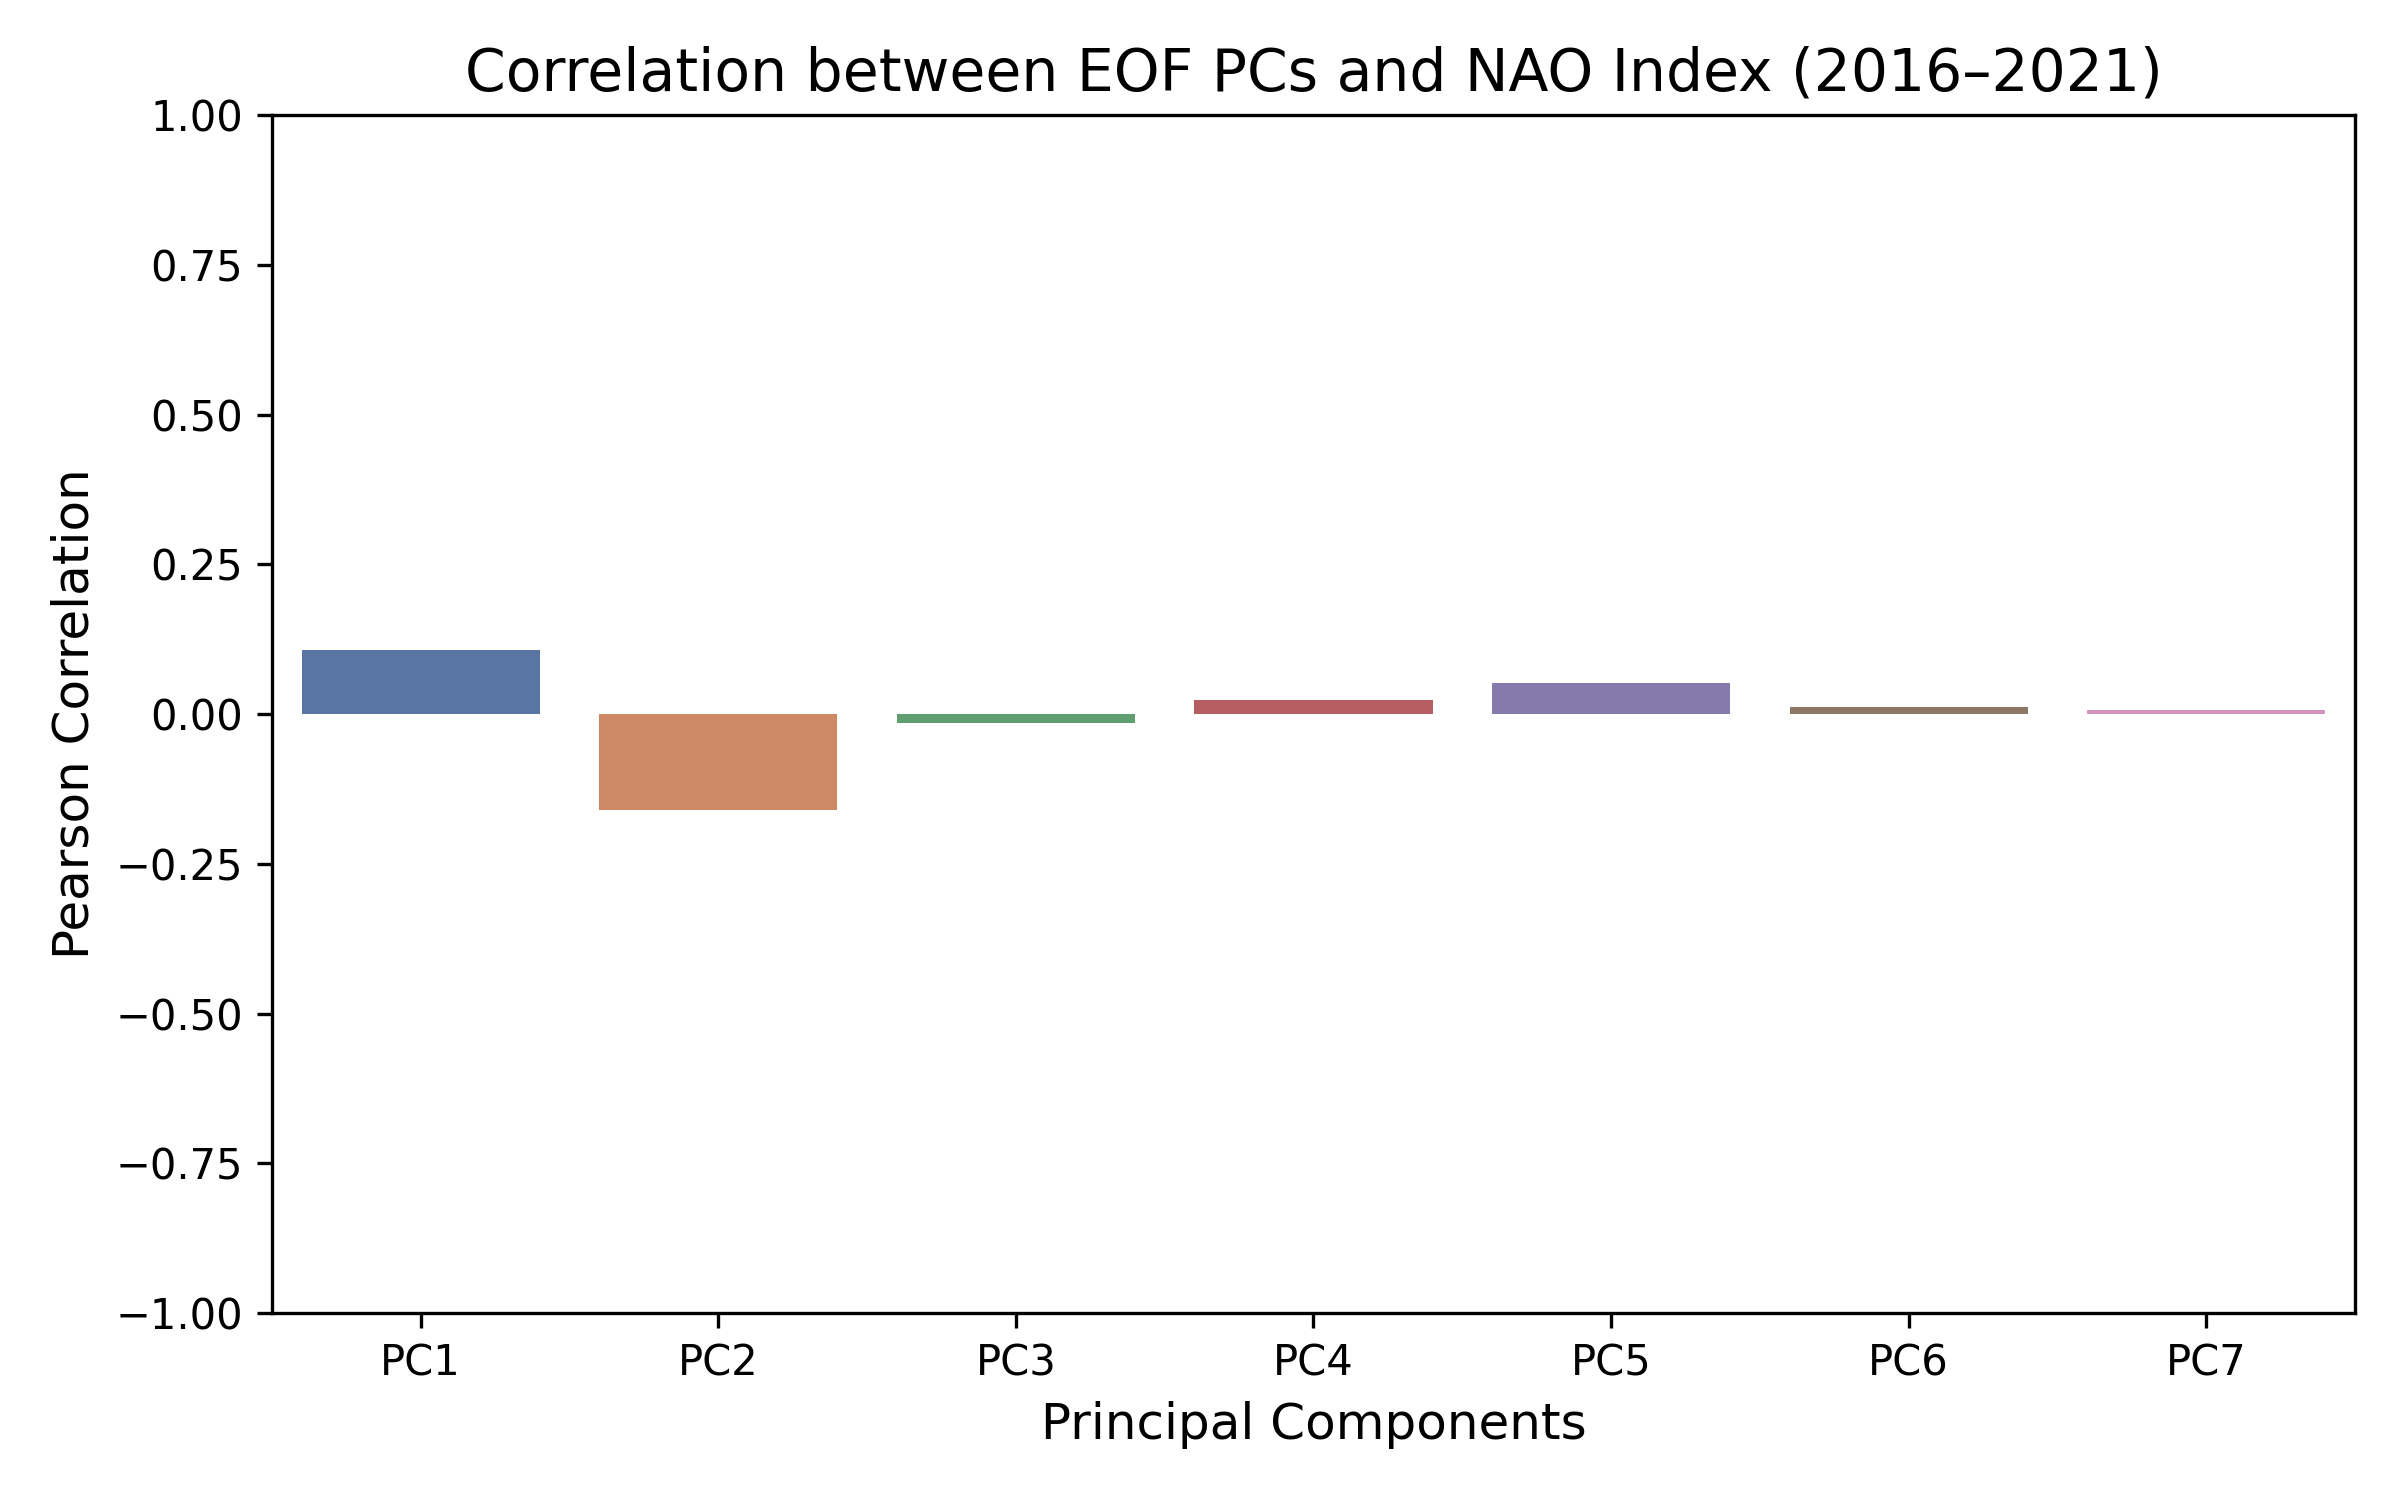 Correlation between EOF PCs and NAO Index (2016–2021)
1.00
0.75
0.50
0.25
0.00
−0.25
−0.50
−0.75
−1.00
Pearson Correlation
PC1 PC2 PC3 PC4 PC5 PC6 PC7
Principal Components